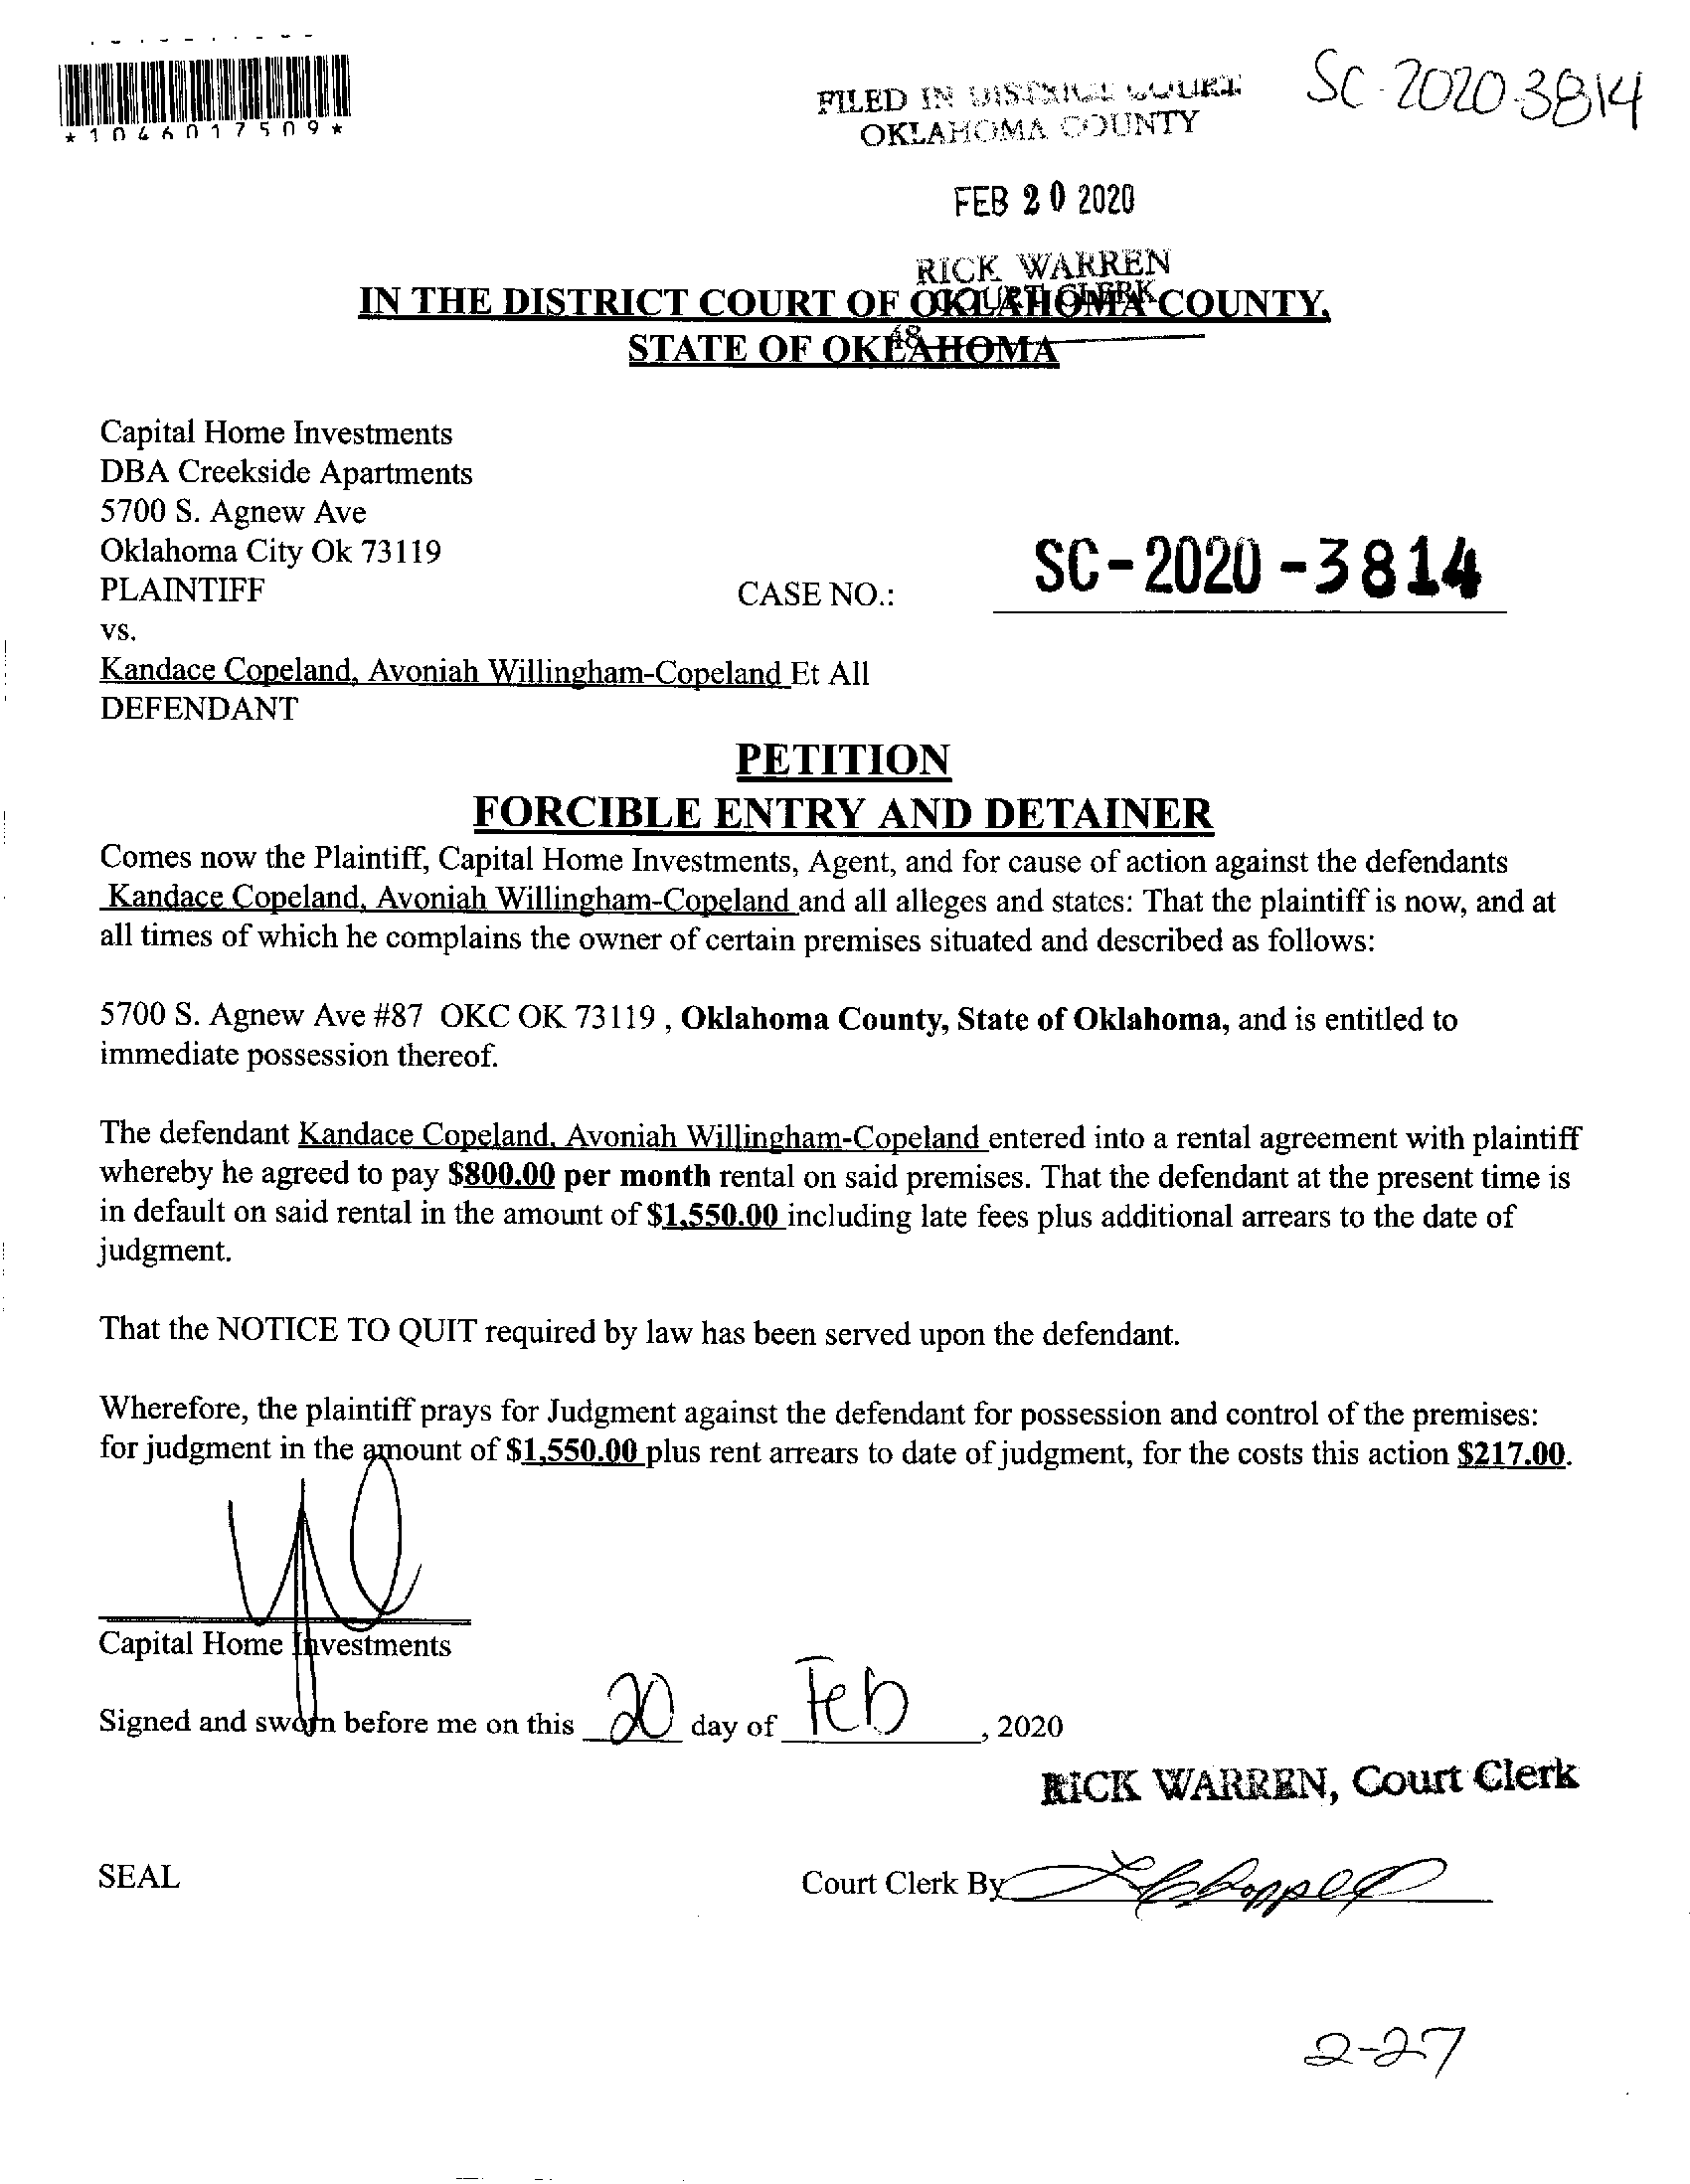 *1046017509*
SC-2020-3814
FILED IN DISTRICT COURT
OKLAHOMA COUNTY
FEB 20 2020
RICK WARREN
COURT CLERK
IN THE DISTRICT COURT OF OKLAHOMA COUNTY,
48
STATE OF OKLAHOMA
Capital Home Investments
DBA Creekside Apartments
5700 S. Agnew Ave
Oklahoma City Ok 73119
PLAINTIFF
CASE NO.: SC-2020-3814
vs.
Kandace Copeland, Avoniah Willingham-Copeland Et All
DEFENDANT
PETITION
FORCIBLE ENTRY AND DETAINER
Comes now the Plaintiff, Capital Home Investments, Agent, and for cause of action against the defendants
Kandace Copeland, Avoniah Willingham-Copeland and all alleges and states: That the plaintiff is now, and at
all times of which he complains the owner of certain premises situated and described as follows:
5700 S. Agnew Ave #87 OKC OK 73119 , Oklahoma County, State of Oklahoma, and is entitled to
immediate possession thereof.
The defendant Kandace Copeland, Avoniah Willingham-Copeland entered into a rental agreement with plaintiff
whereby he agreed to pay $800.00 per month rental on said premises. That the defendant at the present time is
in default on said rental in the amount of $1,550.00 including late fees plus additional arrears to the date of
judgment.
That the NOTICE TO QUIT required by law has been served upon the defendant.
Wherefore, the plaintiff prays for Judgment against the defendant for possession and control of the premises:
for judgment in the amount of $1,550.00 plus rent arrears to date of judgment, for the costs this action $217.00.
Capital Home Investments
Signed and sworn before me on this 20 day of Feb, 2020
RICK WARREN, Court Clerk
SEAL
Court Clerk By
2-27